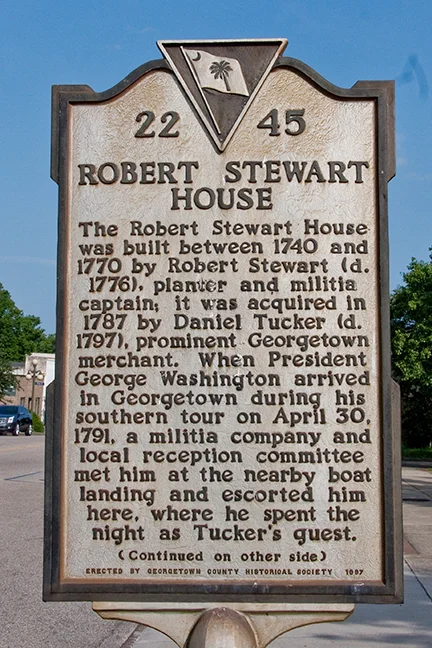 22 45
ROBERT STEWART
HOUSE
The Robert Stewart House
was built between 1740 and
1770 by Robert Stewart (d.
1776), planter and militia
captain; it was acquired in
1787 by Daniel Tucker (d.
1797), prominent Georgetown
merchant. When President
George Washington arrived
in Georgetown during his
southern tour on April 30,
1791, a militia company and
local reception committee
met him at the nearby boat
landing and escorted him
here, where he spent the
night as Tucker's guest.
(Continued on other side)
ERECTED BY GEORGETOWN COUNTY HISTORICAL SOCIETY 1997